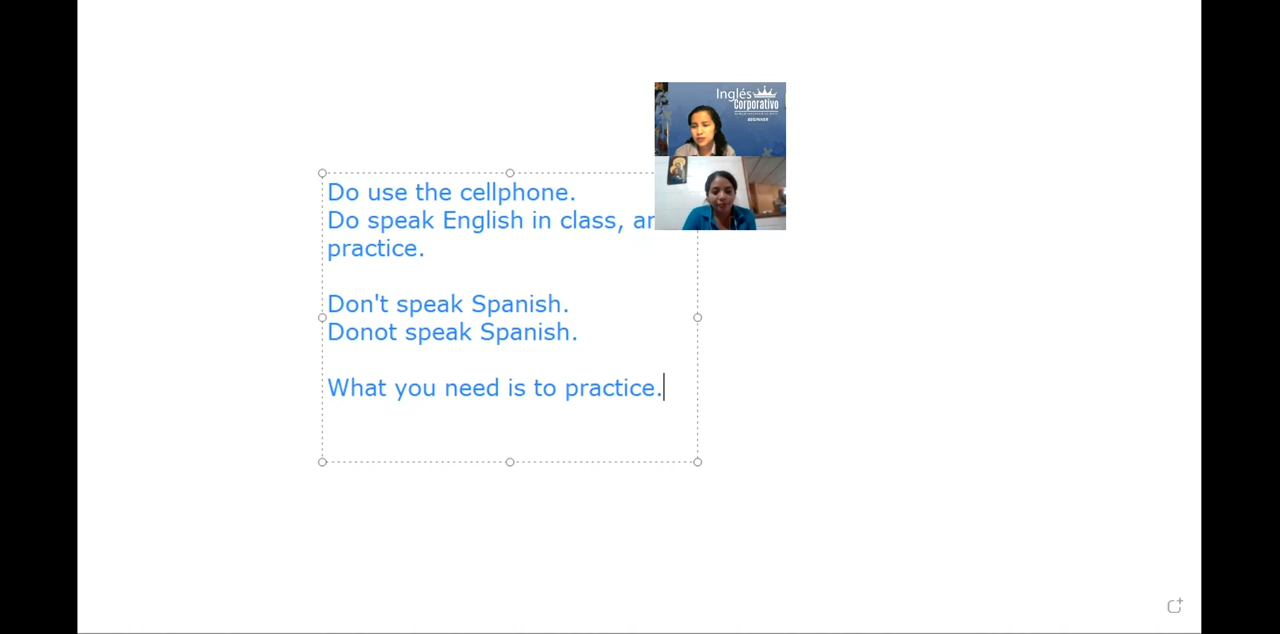 Inglés
Corporativo
BEGINNER
Do use the cellphone.
Do speak English in class,
practice.
Don't speak Spanish.
Donot speak Spanish.
What you need is to practice.